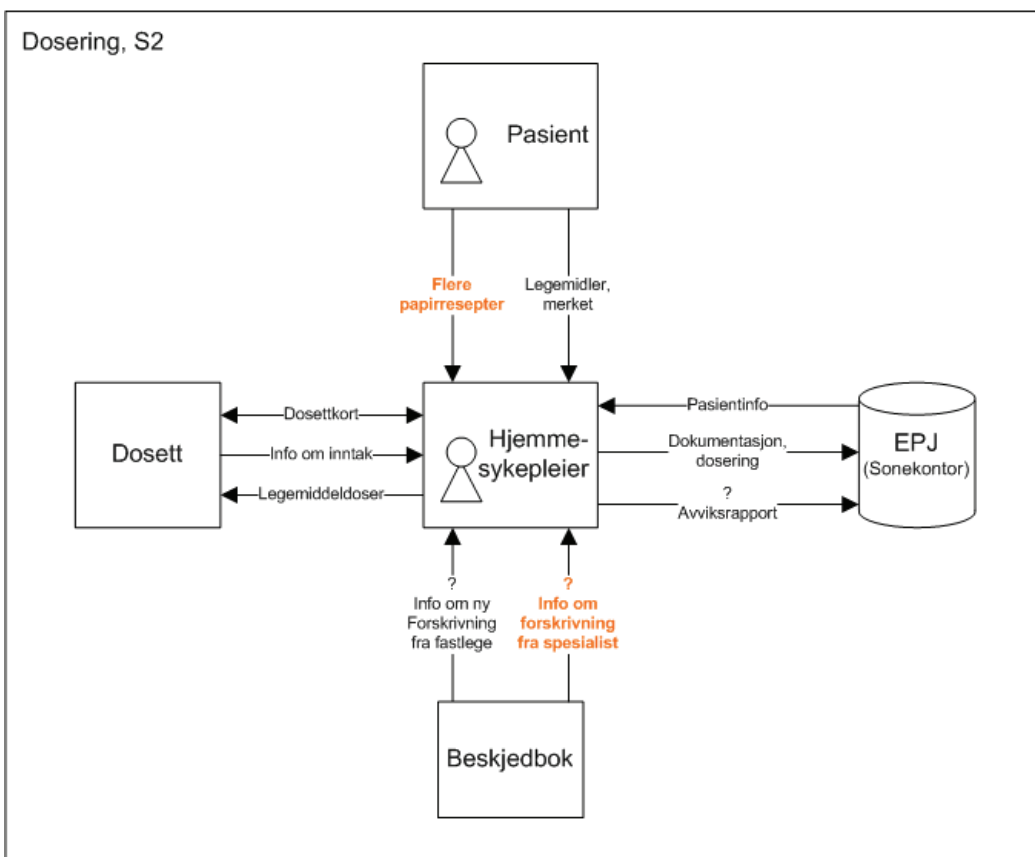 Dosering, S2
Pasient
Flere
papirresepter
Legemidler,
merket
Dosett
Dosettkort
Info om inntak
Legemiddeldoser
Hjemme-
sykepleier
Pasientinfo
Dokumentasjon,
dosering
?
Avviksrapport
EPJ
(Sonekontor)
?
Info om ny
Forskrivning
fra fastlege
?
Info om
forskrivning
fra spesialist
Beskjedbok